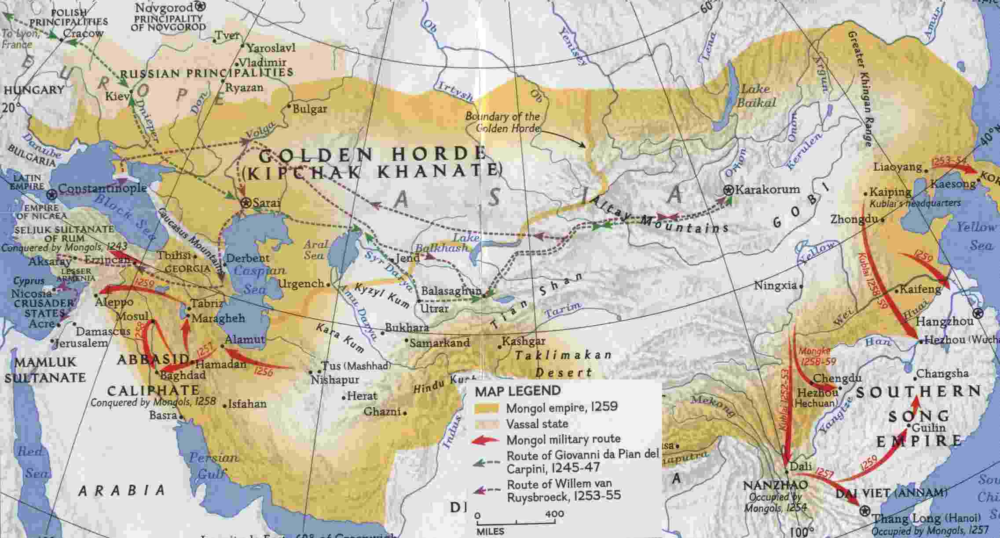 POLISH
PRINCIPALITIES
Cracow
To Lyon,
France
Novgorod
PRINCIPALITY
OF NOVGOROD
Tver
Yaroslavl
Vladimir
RUSSIAN PRINCIPALITIES
Ryazan
EUROPE
HUNGARY
20°
Kiev
Dnieper
Don
Bulgar
Volga
Ob
Irtysh
Ob
Yenisey
60°
Lena
Lake
Baikal
Argun
Amur
Greater Khingan Range
Onon
Kerulen
Orhon
40° N
Boundary of the
Golden Horde
Danube
BULGARIA
GOLDEN HORDE
(KIPCHAK KHANATE)
ASIA
LATIN
EMPIRE
Constantinople
Black Sea
EMPIRE
OF NICAEA
SELJUK SULTANATE
OF RUM
Conquered by Mongols, 1243
Aksaray
Erzincan
LESSER
ARMENIA
Cyprus
Nicosia
CRUSADER
STATES
Acre
Aleppo
1259
Damascus
Jerusalem
Sarai
Caucasus Mountains
Tbilisi
GEORGIA
Derbent
Caspian
Sea
Aral
Sea
Urgench
Syr Darya
Jend
Lake
Balkhash
Kyzyl Kum
Amu Darya
Balasaghun
Utrar
Tian Shan
Tarim
Altay Mountains
Karakorum
GOBI
Liaoyang
1253-54
Kaesong
KOR
Kaiping
Kublai's headquarters
Zhongdu
Yellow
Sea
Yellow
1259
Kublai 1258-59
Ningxia
Kaifeng
Wei
Huai
Hangzhou
Han
Hezhou (Wucha
Tabriz
Maragheh
Mosul
1258
Alamut
1257
Hamadan
1256
ABBASID
Baghdad
CALIPHATE
Conquered by Mongols, 1258
Basra
Isfahan
Kara Kum
Bukhara
Samarkand
Kashgar
Taklimakan
Desert
Tus (Mashhad)
Nishapur
Herat
Ghazni
Hindu Kush
Indus
MAMLUK
SULTANATE
Red
Sea
ARABIA
Persian
Gulf
Mongke
1258-59
Kublai 1252-53
Chengdu
Hezhou
(Hechuan)
Changsha
SOUTHERN
SONG
EMPIRE
Guilin
Yangtze
Mekong
sa
aputra
A
Dali
1257
1259
NANZHAO
Occupied by
Mongols, 1254
DAI VIET (ANNAM)
Thang Long (Hanoi)
Occupied by Mongols, 1257
Sou
Chi
S
100°
MAP LEGEND
Mongol empire, 1259
Vassal state
Mongol military route
Route of Giovanni da Pian del
Carpini, 1245-47
Route of Willem van
Ruysbroeck, 1253-55
0 400
MILES